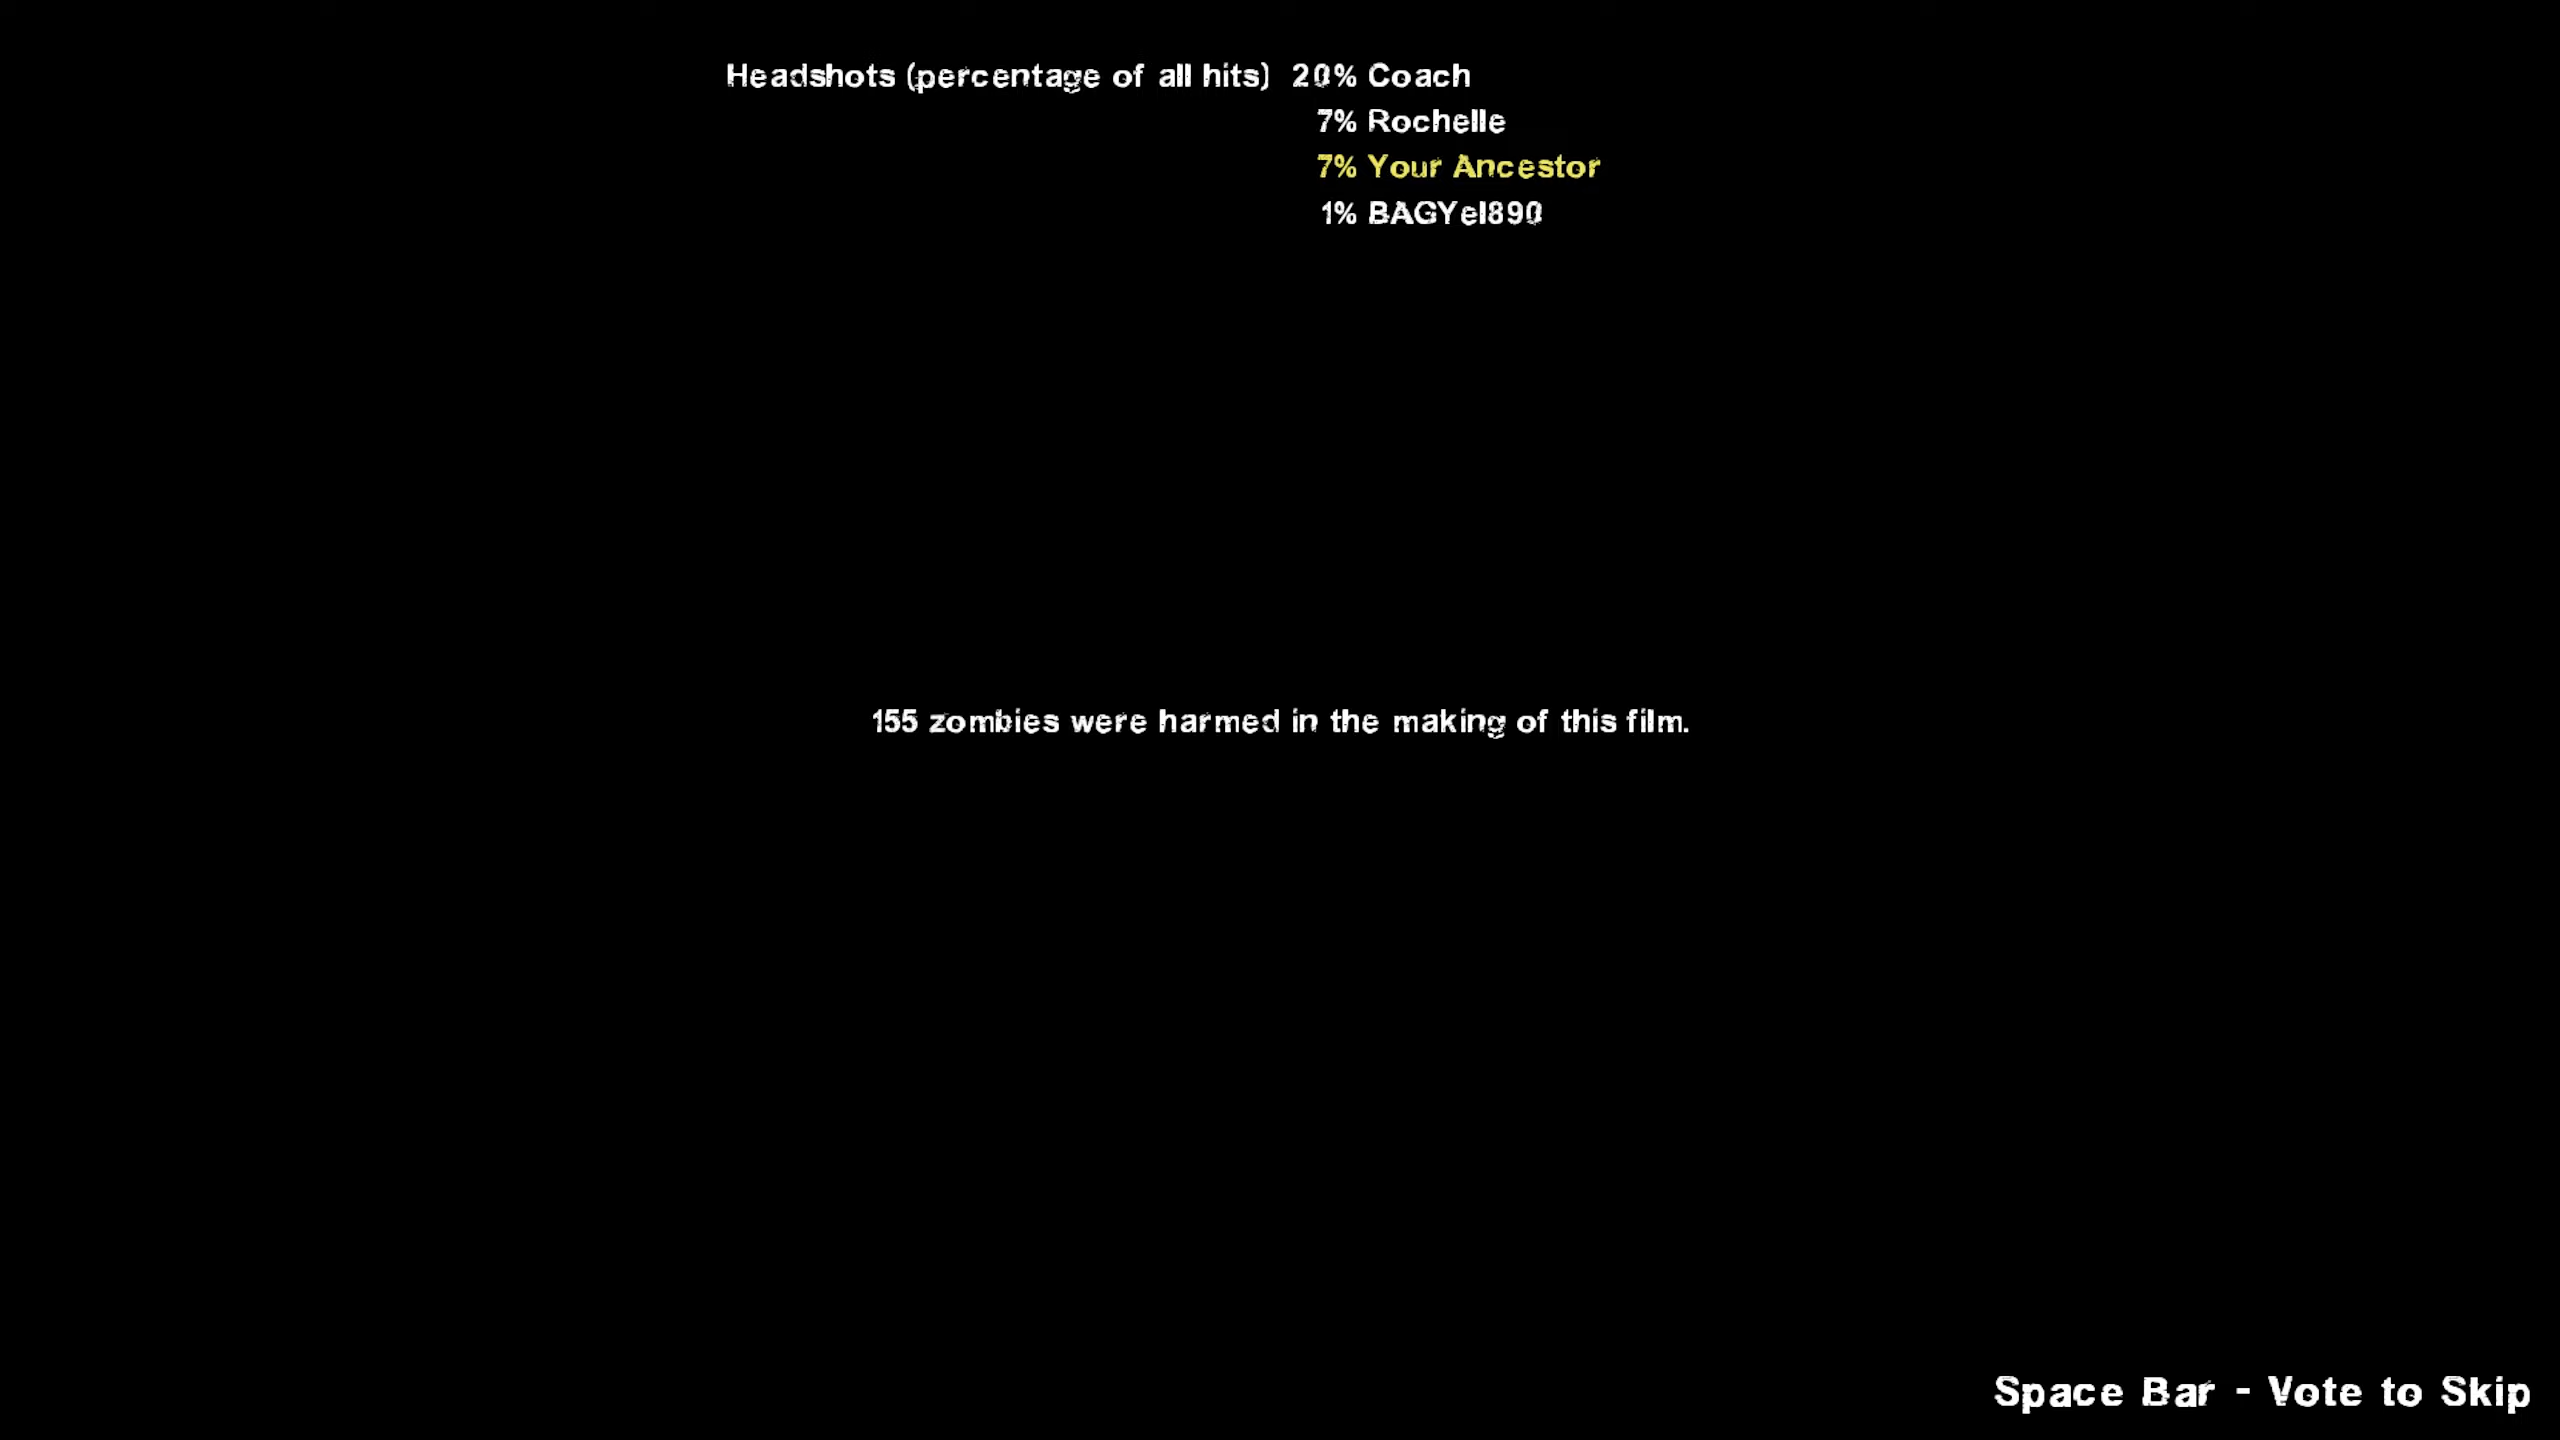 Headshots (percentage of all hits) 20% Coach
7% Rochelle
7% Your Ancestor
1% BAGYel890
155 zombies were harmed in the making of this film.
Space Bar - Vote to Skip